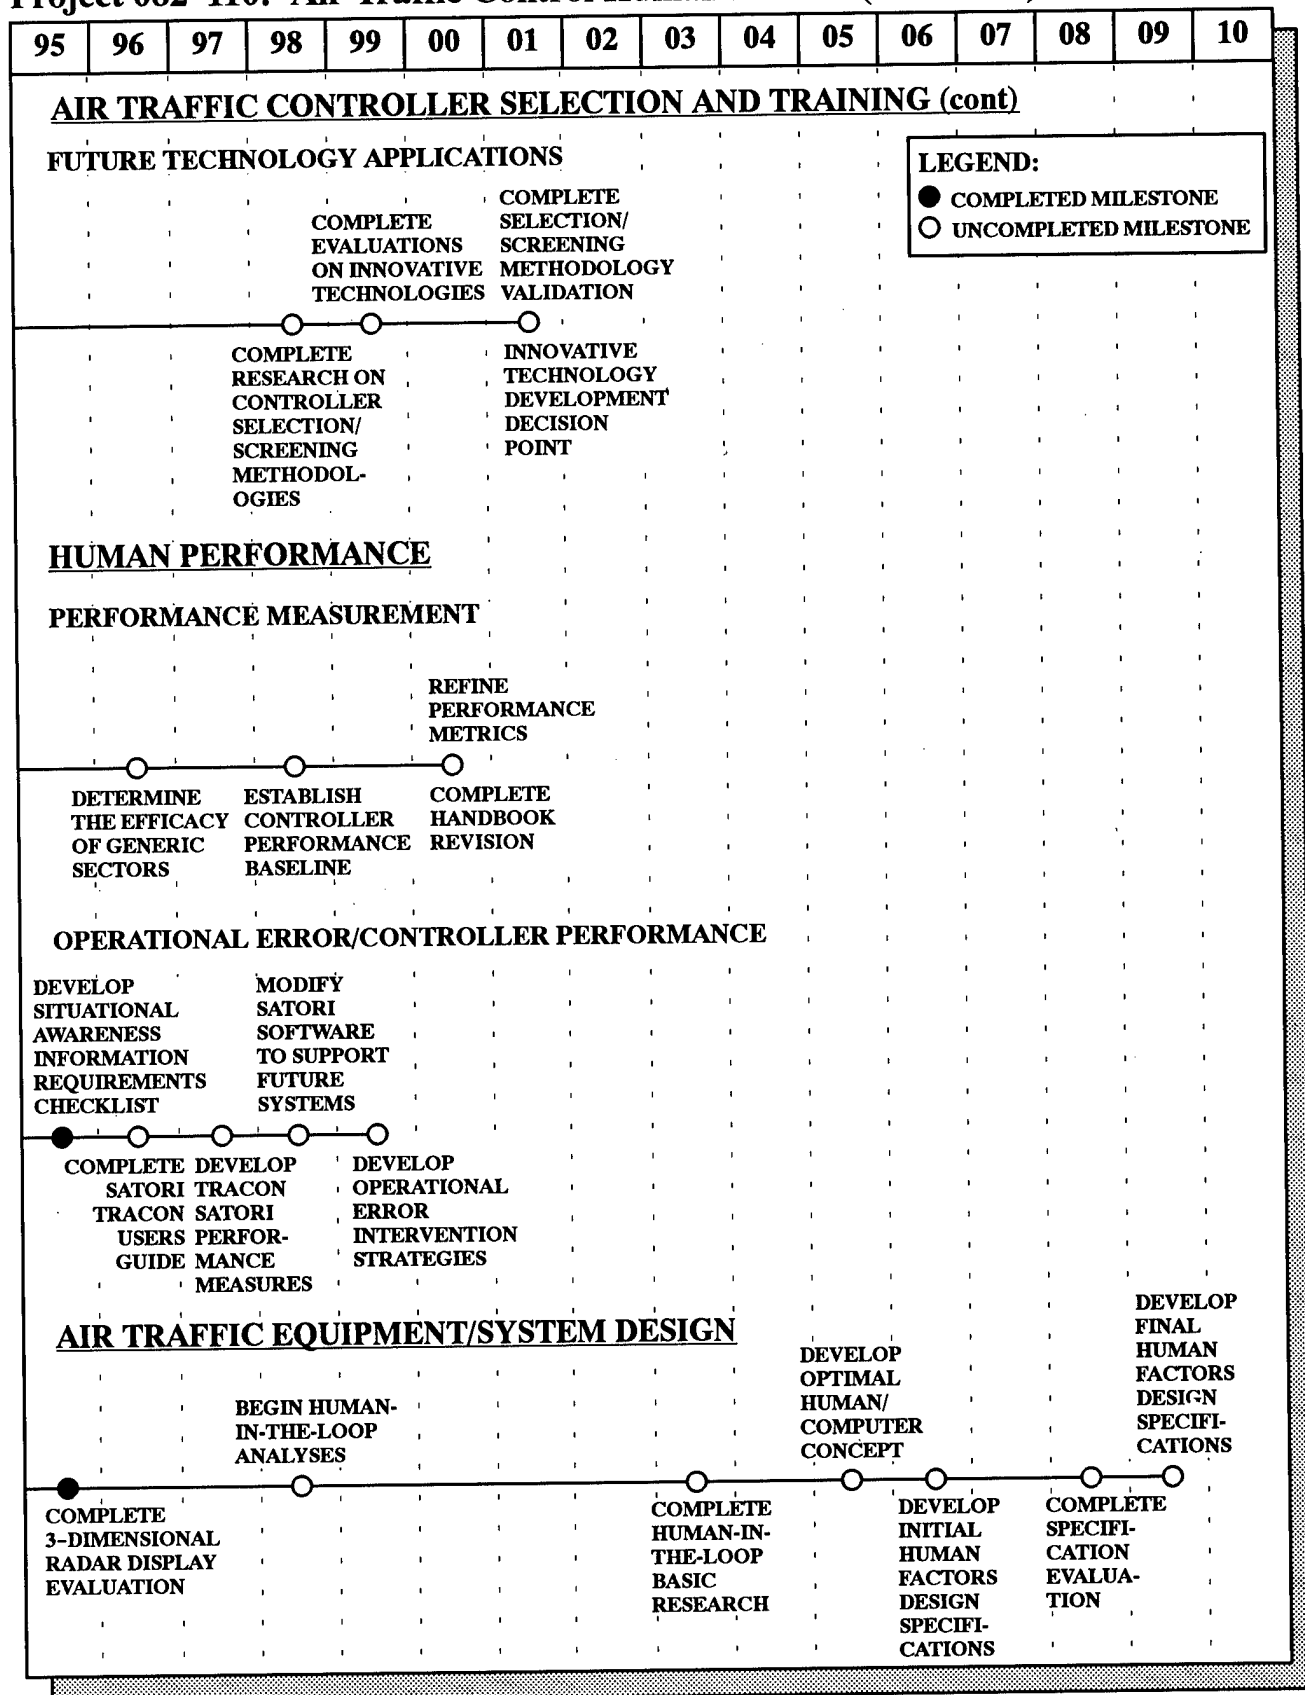 95 96 97 98 99 00 01 02 03 04 05 06 07 08 09 10
AIR TRAFFIC CONTROLLER SELECTION AND TRAINING (cont)
FUTURE TECHNOLOGY APPLICATIONS
LEGEND:
COMPLETED MILESTONE
UNCOMPLETED MILESTONE
COMPLETE
EVALUATIONS
ON INNOVATIVE
TECHNOLOGIES
COMPLETE
SELECTION/
SCREENING
METHODOLOGY
VALIDATION
COMPLETE
RESEARCH ON
CONTROLLER
SELECTION/
SCREENING
METHODOL-
OGIES
INNOVATIVE
TECHNOLOGY
DEVELOPMENT
DECISION
POINT
HUMAN PERFORMANCE
PERFORMANCE MEASUREMENT
REFINE
PERFORMANCE
METRICS
DETERMINE
THE EFFICACY
OF GENERIC
SECTORS
ESTABLISH
CONTROLLER
PERFORMANCE
BASELINE
COMPLETE
HANDBOOK
REVISION
OPERATIONAL ERROR/CONTROLLER PERFORMANCE
DEVELOP
SITUATIONAL
AWARENESS
INFORMATION
REQUIREMENTS
CHECKLIST
MODIFY
SATORI
SOFTWARE
TO SUPPORT
FUTURE
SYSTEMS
COMPLETE
SATORI
TRACON
USERS
GUIDE
DEVELOP
TRACON
SATORI
PERFOR-
MANCE
MEASURES
DEVELOP
OPERATIONAL
ERROR
INTERVENTION
STRATEGIES
AIR TRAFFIC EQUIPMENT/SYSTEM DESIGN
BEGIN HUMAN-
IN-THE-LOOP
ANALYSES
DEVELOP
OPTIMAL
HUMAN/
COMPUTER
CONCEPT
DEVELOP
FINAL
HUMAN
FACTORS
DESIGN
SPECIFI-
CATIONS
COMPLETE
3-DIMENSIONAL
RADAR DISPLAY
EVALUATION
COMPLETE
HUMAN-IN-
THE-LOOP
BASIC
RESEARCH
DEVELOP
INITIAL
HUMAN
FACTORS
DESIGN
SPECIFI-
CATIONS
COMPLETE
SPECIFI-
CATION
EVALUA-
TION